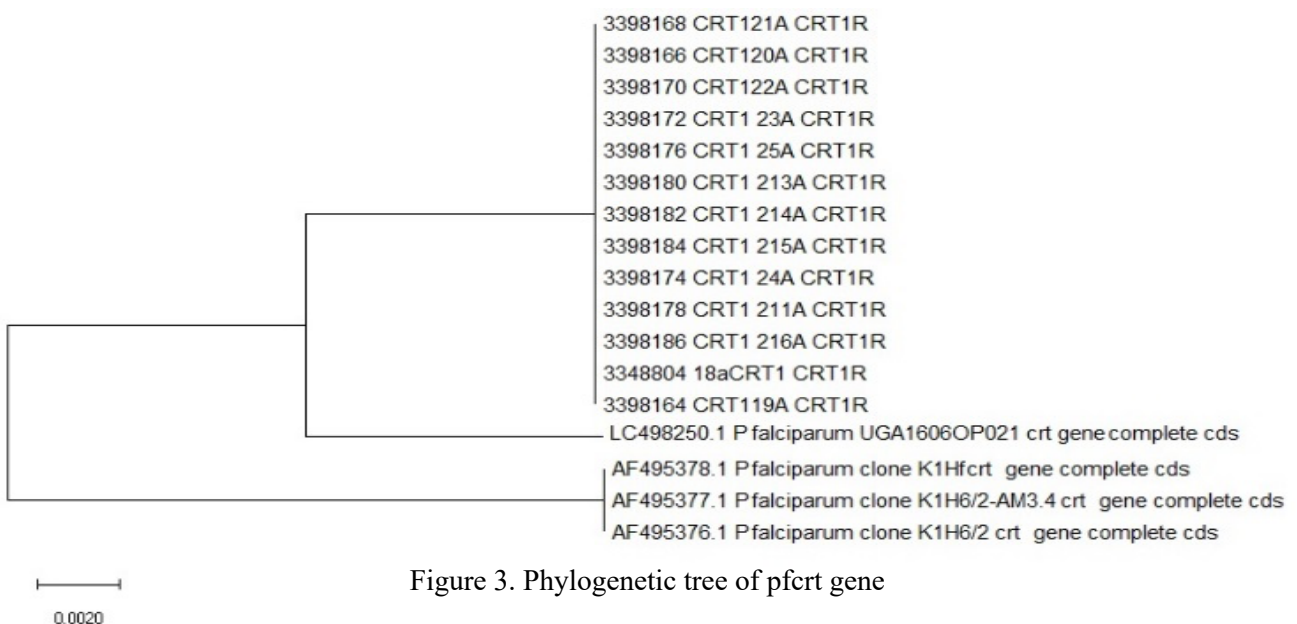 3398168 CRT121A CRT1R
3398166 CRT120A CRT1R
3398170 CRT122A CRT1R
3398172 CRT1 23A CRT1R
3398176 CRT1 25A CRT1R
3398180 CRT1 213A CRT1R
3398182 CRT1 214A CRT1R
3398184 CRT1 215A CRT1R
3398174 CRT1 24A CRT1R
3398178 CRT1 211A CRT1R
3398186 CRT1 216A CRT1R
3348804 18aCRT1 CRT1R
3398164 CRT119A CRT1R
LC498250.1 P falciparum UGA1606OP021 crt gene complete cds
AF495378.1 P falciparum clone K1Hfcrt gene complete cds
AF495377.1 P falciparum clone K1H6/2-AM3.4 crt gene complete cds
AF495376.1 P falciparum clone K1H6/2 crt gene complete cds
Figure 3. Phylogenetic tree of pfcrt gene
0.0020